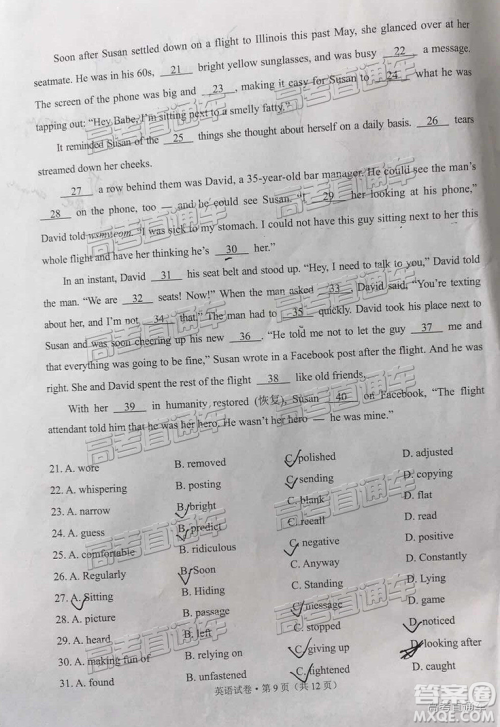 Soon after Susan settled down on a flight to Illinois this past May, she glanced over at her
seatmate. He was in his 60s, 21 bright yellow sunglasses, and was busy 22 a message.
The screen of the phone was big and 23 , making it easy for Susan to 24 what he was
tapping out: “Hey Babe, I’m sitting next to a smelly fatty.”
It reminded Susan of the 25 things she thought about herself on a daily basis. 26 tears
streamed down her cheeks.
27 a row behind them was David, a 35-year-old bar manager. He could see the man’s
28 on the phone, too — and he could see Susan. “ 29 her looking at his phone,”
David told wsmv.com. “I was sick to my stomach. I could not have this guy sitting next to her this
whole flight and have her thinking he’s 30 her.”
In an instant, David 31 his seat belt and stood up. “Hey, I need to talk to you,” David told
the man. “We are 32 seats! Now!” When the man asked 33 , David said, “You’re texting
about her, and I’m not 34 that.” The man had to 35 quickly. David took his place next to
Susan and was soon cheering up his new 36 . “He told me not to let the guy 37 me and
that everything was going to be fine,” Susan wrote in a Facebook post after the flight. And he was
right. She and David spent the rest of the flight 38 like old friends.
With her 39 in humanity restored (恢复), Susan 40 on Facebook, “The flight
attendant told him that he was her hero. He wasn’t her hero — he was mine.”
21. A. wore B. removed C. polished D. adjusted
22. A. whispering B. posting C. sending D. copying
23. A. narrow B. bright C. blank D. flat
24. A. guess B. predict C. recall D. read
25. A. comfortable B. ridiculous C. negative D. positive
26. A. Regularly B. Soon C. Anyway D. Constantly
27. A. Sitting B. Hiding C. Standing D. Lying
28. A. picture B. passage C. message D. game
29. A. heard B. left C. stopped D. noticed
30. A. making fun of B. relying on C. giving up D. looking after
31. A. found B. unfastened C. tightened D. caught
英语试卷·第 9 页（共 12 页）
高考直通车
答案圈